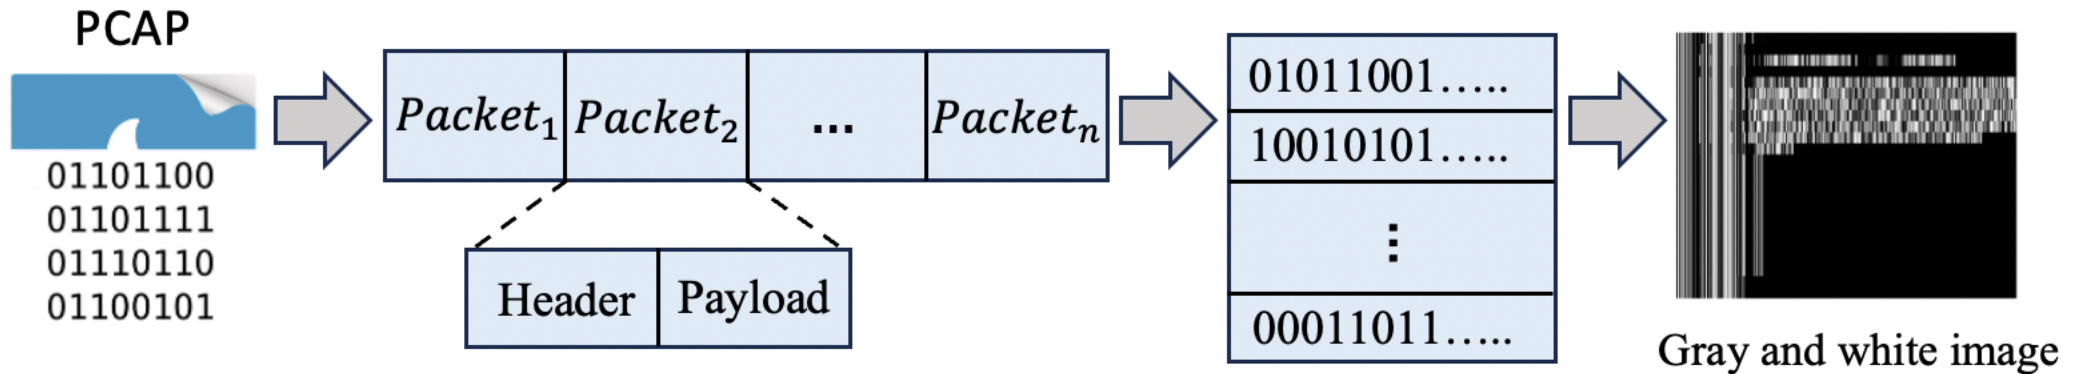 PCAP
01101100
01101111
01110110
01100101
Packet₁ Packet₂ ... Packetₙ
Header Payload
01011001.....
10010101.....
⋮
00011011.....
Gray and white image